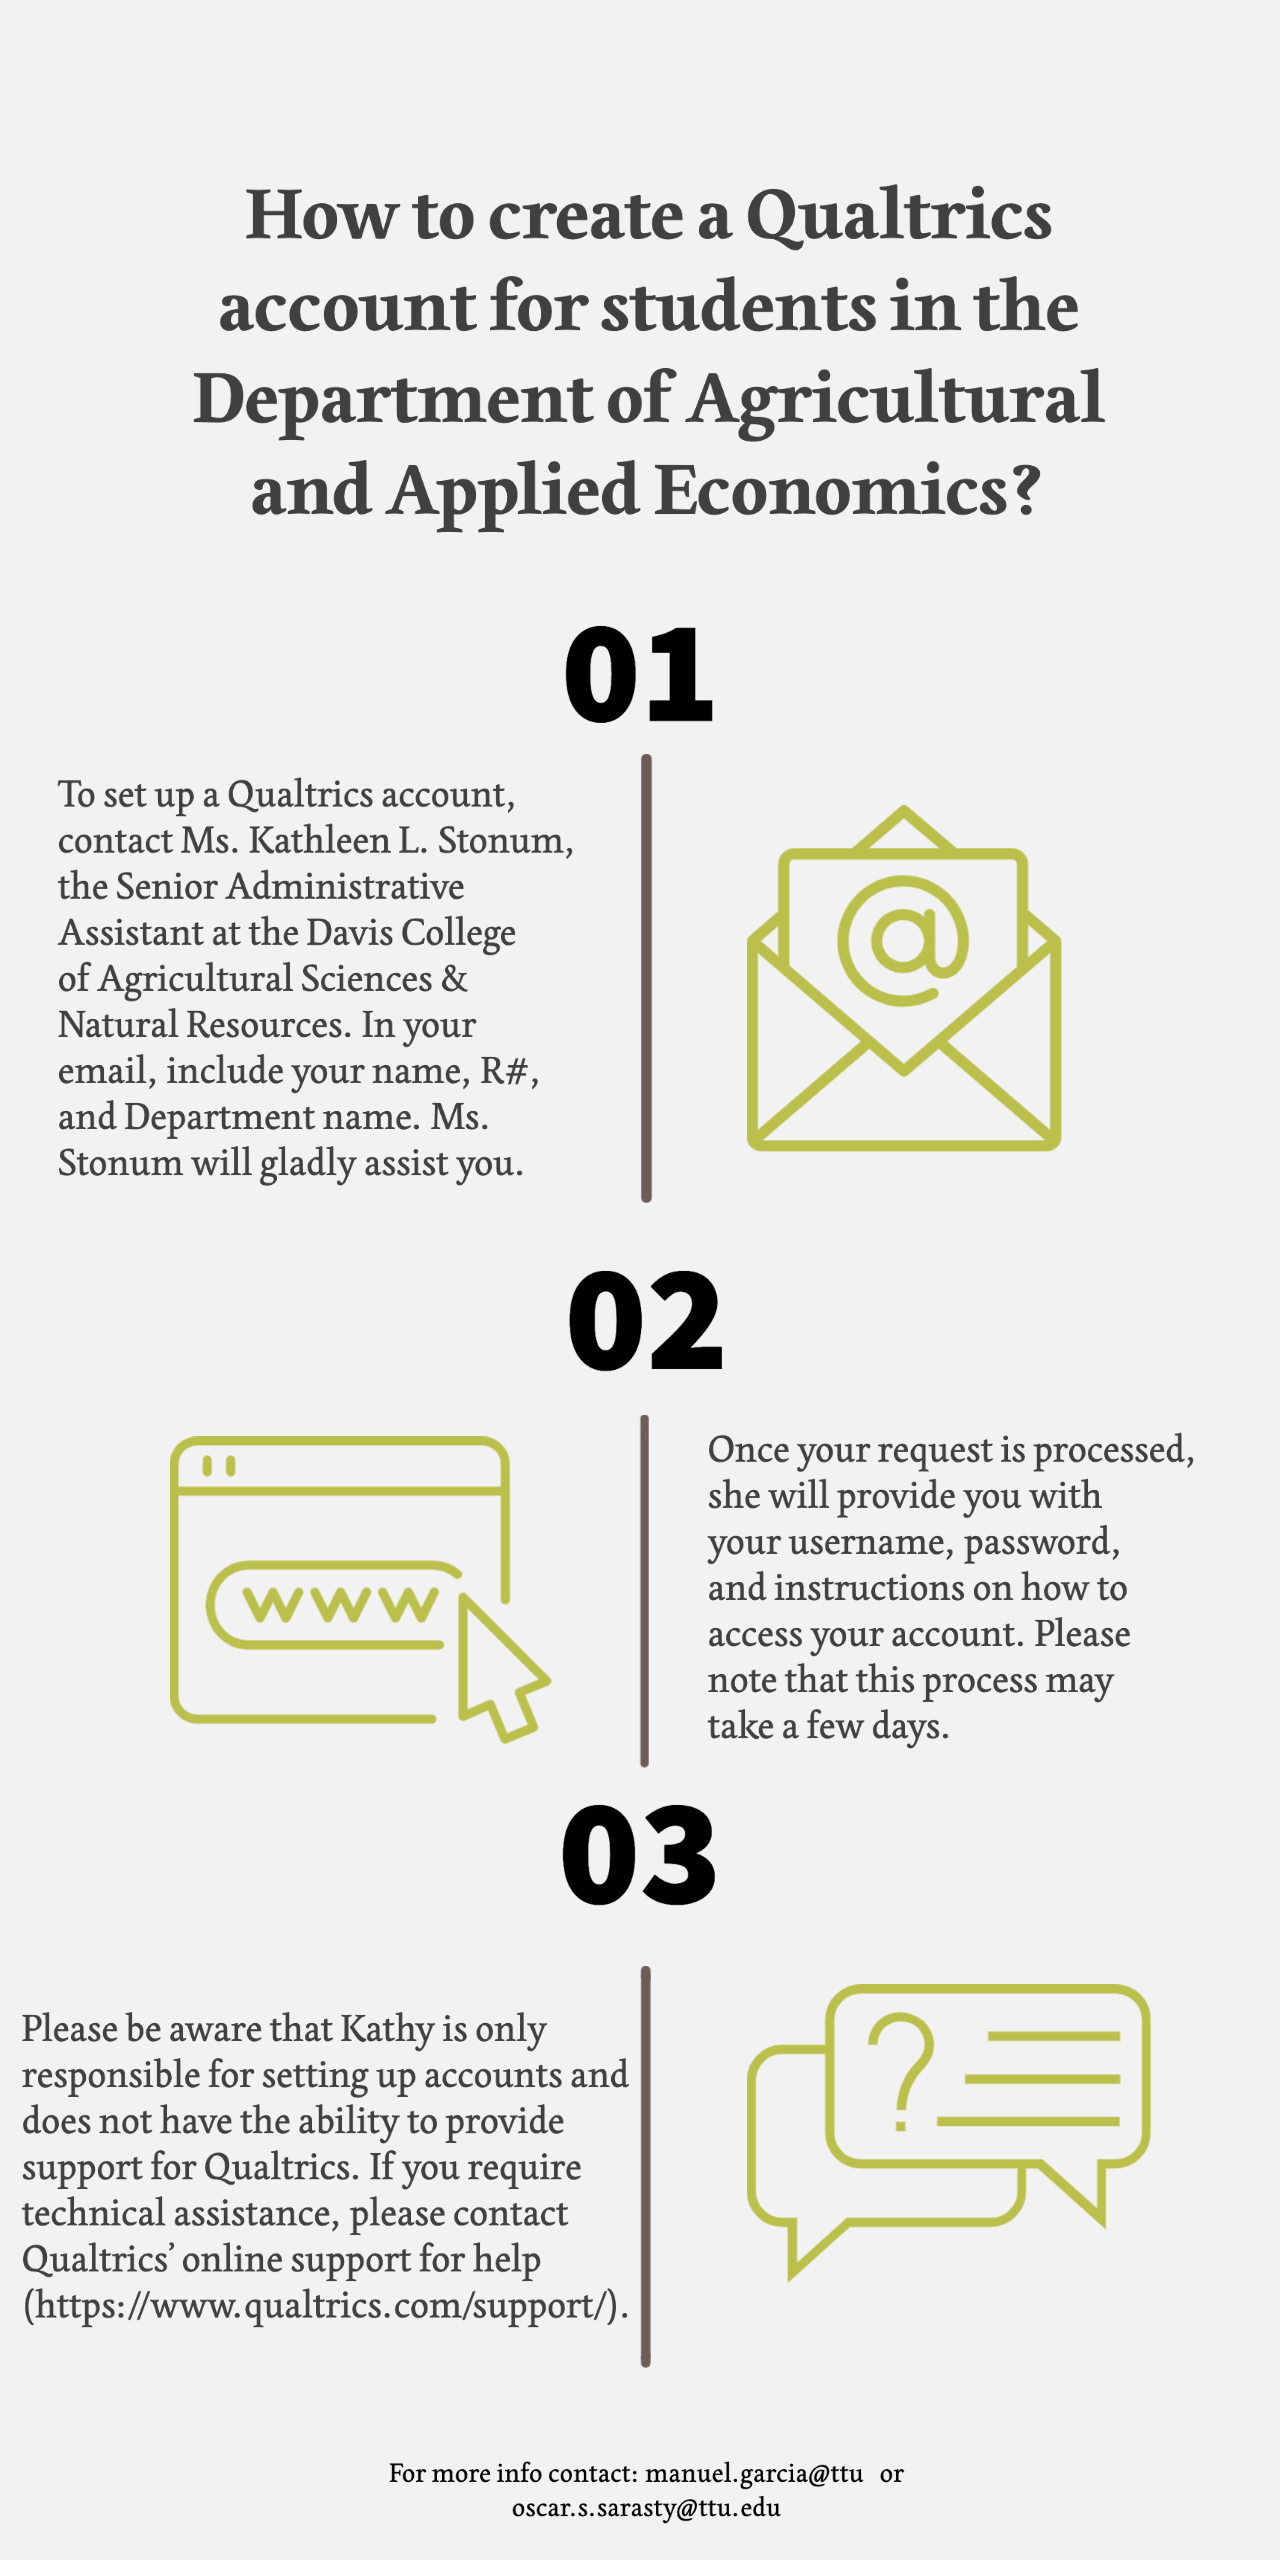 How to create a Qualtrics
account for students in the
Department of Agricultural
and Applied Economics?
01
To set up a Qualtrics account,
contact Ms. Kathleen L. Stonum,
the Senior Administrative
Assistant at the Davis College
of Agricultural Sciences &
Natural Resources. In your
email, include your name, R#,
and Department name. Ms.
Stonum will gladly assist you.
@
02
www
Once your request is processed,
she will provide you with
your username, password,
and instructions on how to
access your account. Please
note that this process may
take a few days.
03
Please be aware that Kathy is only
responsible for setting up accounts and
does not have the ability to provide
support for Qualtrics. If you require
technical assistance, please contact
Qualtrics’ online support for help
(https://www.qualtrics.com/support/).
?
For more info contact: manuel.garcia@ttu or
oscar.s.sarasty@ttu.edu